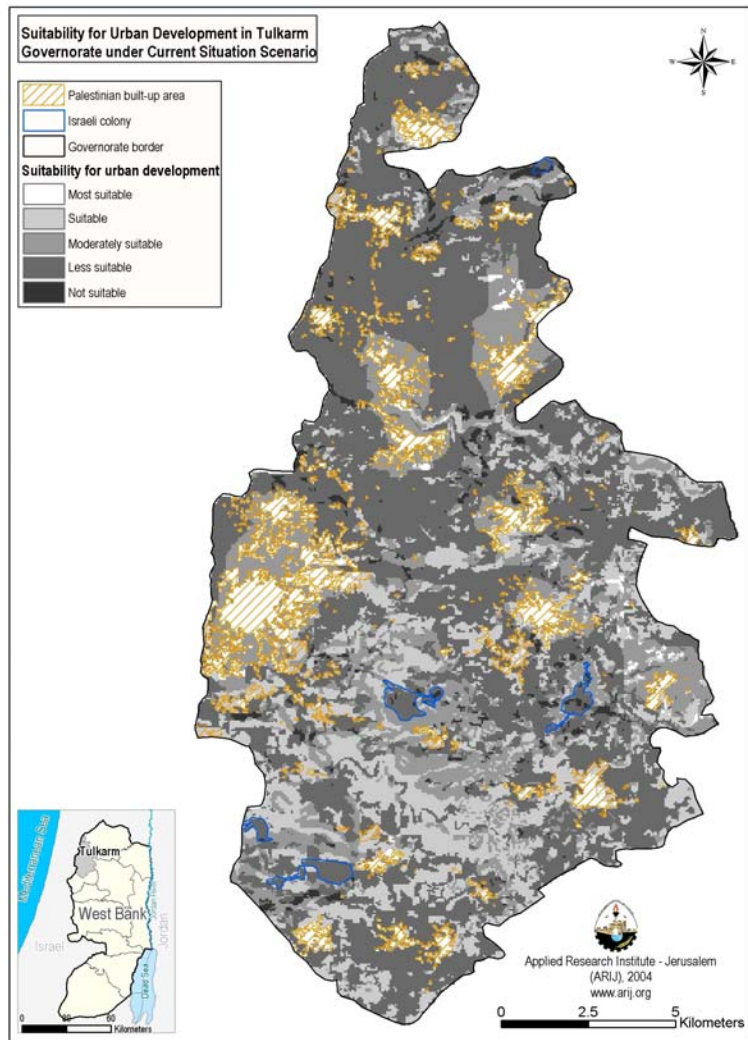 Suitability for Urban Development in Tulkarm
Governorate under Current Situation Scenario
Palestinian built-up area
Israeli colony
Governorate border
Suitability for urban development
Most suitable
Suitable
Moderately suitable
Less suitable
Not suitable
N
W
E
S
Mediterranean Sea
Tulkarm
West Bank
Israel
Jordan
Dead Sea
0 30 60
Kilometers
Applied Research Institute - Jerusalem
(ARIJ), 2004
www.arij.org
0 2.5 5
Kilometers